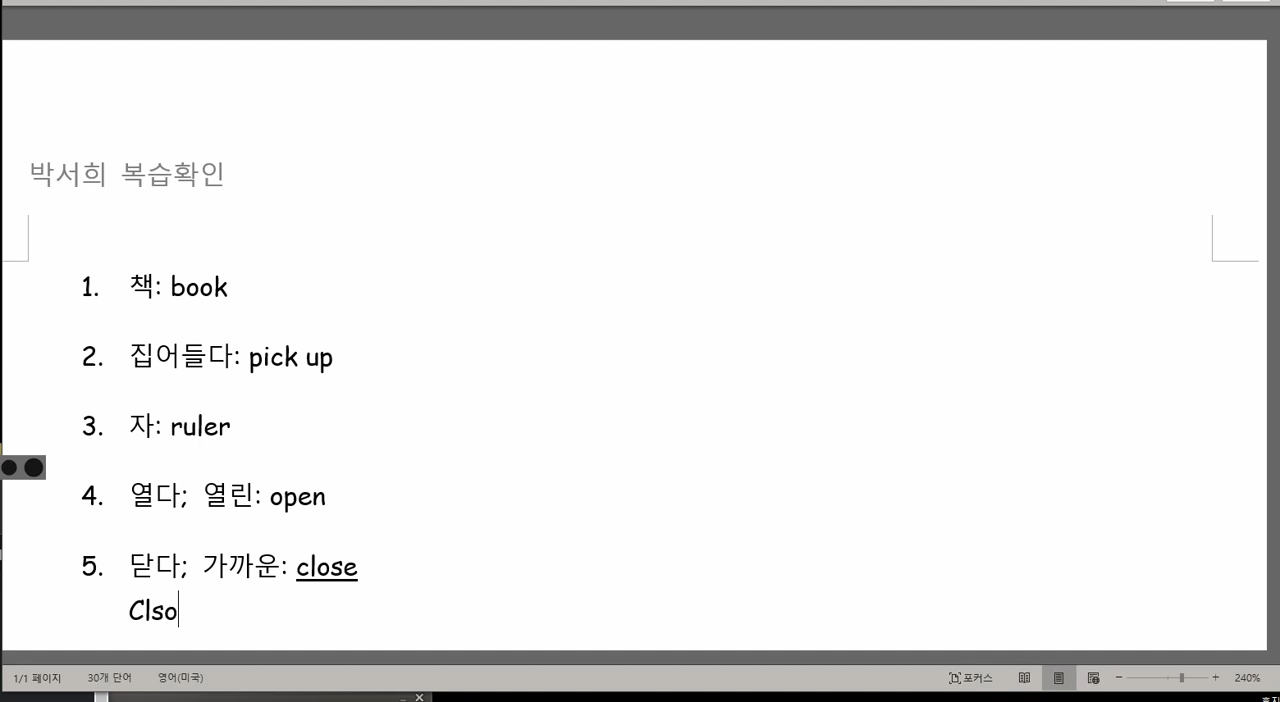 박서희 복습확인
1. 책: book
2. 집어들다: pick up
3. 자: ruler
4. 열다; 열린: open
5. 닫다; 가까운: close
Clso
1/1 페이지 30개 단어 영어(미국) 포커스 − + 240%